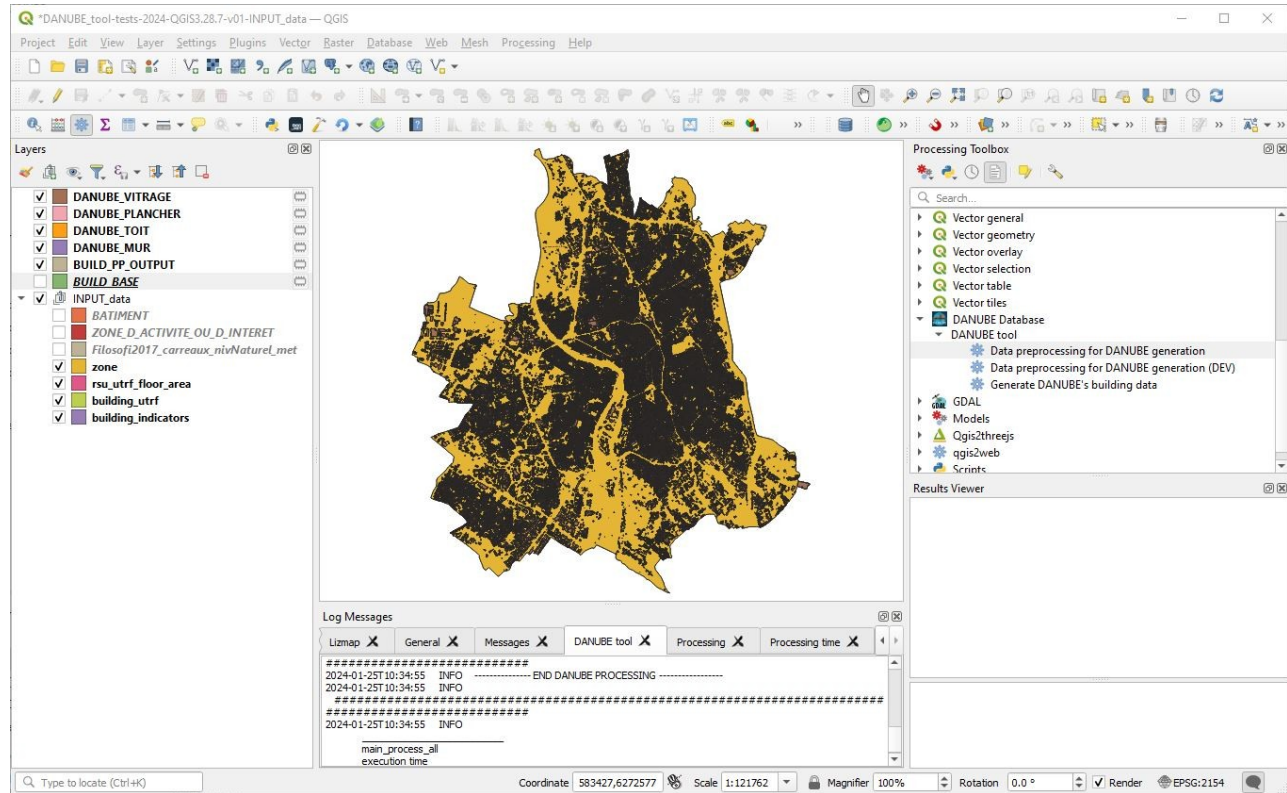 *DANUBE_tool-tests-2024-QGIS3.28.7-v01-INPUT_data — QGIS
Project Edit View Layer Settings Plugins Vector Raster Database Web Mesh Processing Help
Layers
DANUBE_VITRAGE
DANUBE_PLANCHER
DANUBE_TOIT
DANUBE_MUR
BUILD_PP_OUTPUT
BUILD_BASE
INPUT_data
BATIMENT
ZONE_D_ACTIVITE_OU_D_INTERET
Filosofi2017_carreaux_nivNaturel_met
zone
rsu_utrf_floor_area
building_utrf
building_indicators
Processing Toolbox
Search...
Vector general
Vector geometry
Vector overlay
Vector selection
Vector table
Vector tiles
DANUBE Database
DANUBE tool
Data preprocessing for DANUBE generation
Data preprocessing for DANUBE generation (DEV)
Generate DANUBE's building data
GDAL
Models
Qgis2threejs
qgis2web
Scripts
Results Viewer
Log Messages
Lizmap General Messages DANUBE tool Processing Processing time
###########################
2024-01-25T10:34:55 INFO --------------- END DANUBE PROCESSING ----------------
2024-01-25T10:34:55 INFO
##########################################################################
###########################
2024-01-25T10:34:55 INFO
main_process_all
execution time
Type to locate (Ctrl+K) Coordinate 583427,6272577 Scale 1:121762 Magnifier 100% Rotation 0.0 ° Render EPSG:2154